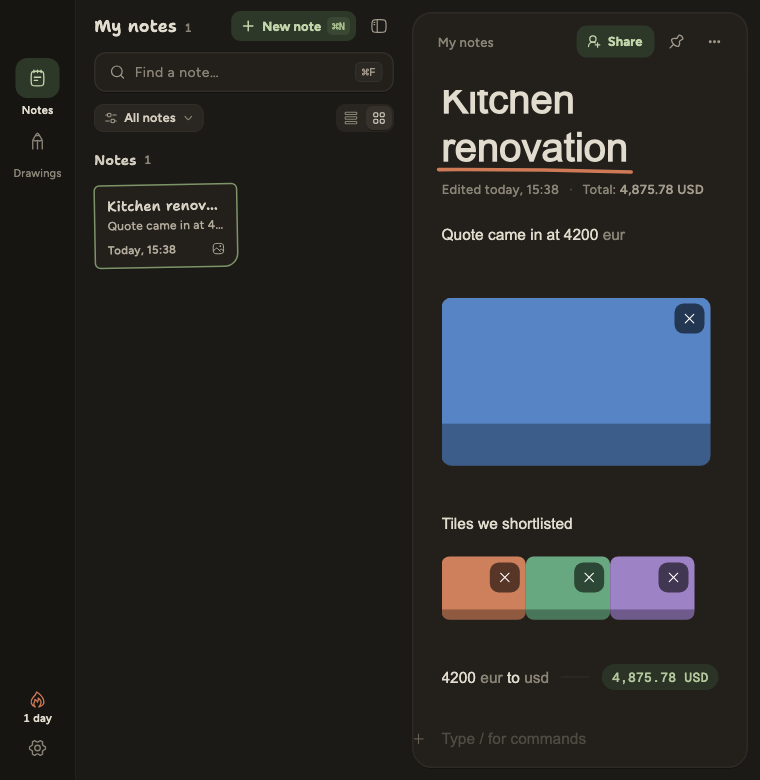 My notes 1
New note ⌘N
Find a note... ⌘F
All notes
Notes 1
Kitchen renov...
Quote came in at 4...
Today, 15:38
Notes
Drawings
1 day
My notes
Share
Kitchen
renovation
Edited today, 15:38 · Total: 4,875.78 USD
Quote came in at 4200 eur
Tiles we shortlisted
4200 eur to usd 4,875.78 USD
Type / for commands